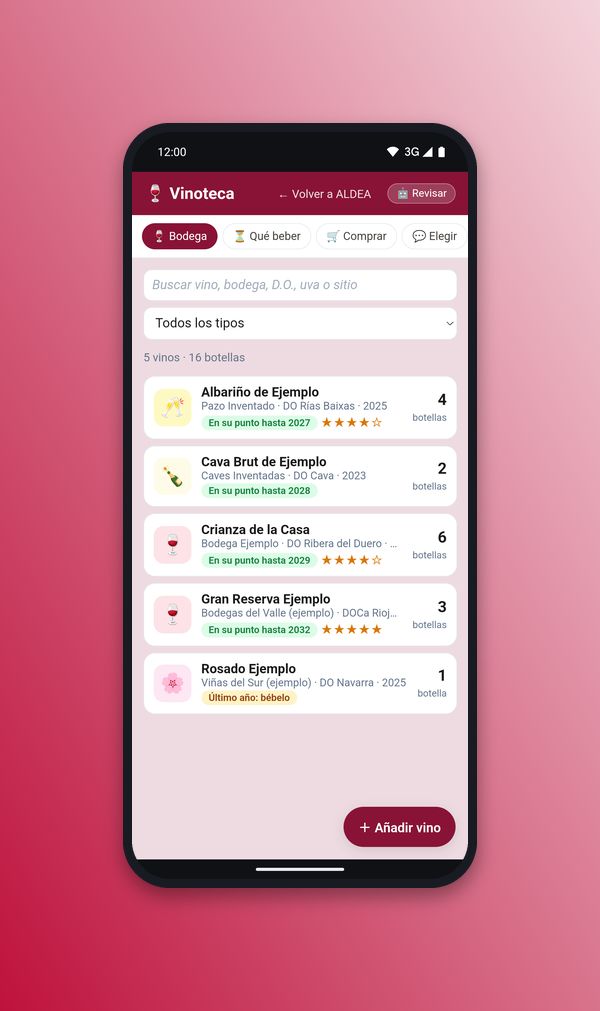 12:00
3G
Vinoteca
← Volver a ALDEA
Revisar
Bodega
Qué beber
Comprar
Elegir
Buscar vino, bodega, D.O., uva o sitio
Todos los tipos
5 vinos · 16 botellas
Albariño de Ejemplo
Pazo Inventado · DO Rías Baixas · 2025
En su punto hasta 2027 ★★★★☆
4
botellas
Cava Brut de Ejemplo
Caves Inventadas · DO Cava · 2023
En su punto hasta 2028
2
botellas
Crianza de la Casa
Bodega Ejemplo · DO Ribera del Duero · ...
En su punto hasta 2029 ★★★★☆
6
botellas
Gran Reserva Ejemplo
Bodegas del Valle (ejemplo) · DOCa Rioj...
En su punto hasta 2032 ★★★★★
3
botellas
Rosado Ejemplo
Viñas del Sur (ejemplo) · DO Navarra · 2025
Último año: bébelo
1
botella
+ Añadir vino